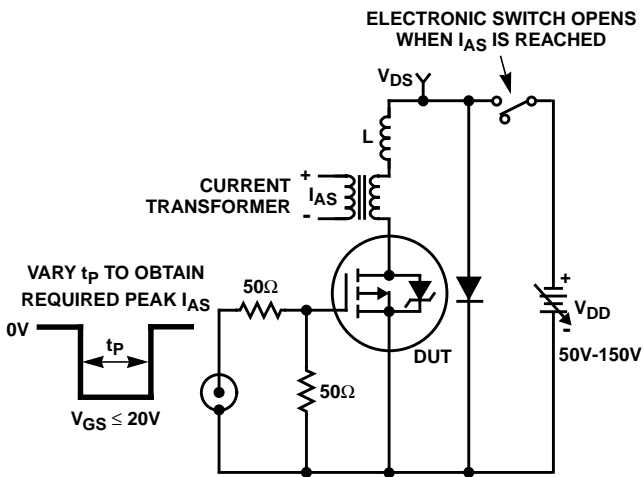 ELECTRONIC SWITCH OPENS
WHEN IAS IS REACHED
VDS
L
+
CURRENT
TRANSFORMER
IAS
-
VARY tP TO OBTAIN
REQUIRED PEAK IAS
50Ω
0V
tP
+
VDD
-
DUT
50V-150V
50Ω
VGS ≤ 20V